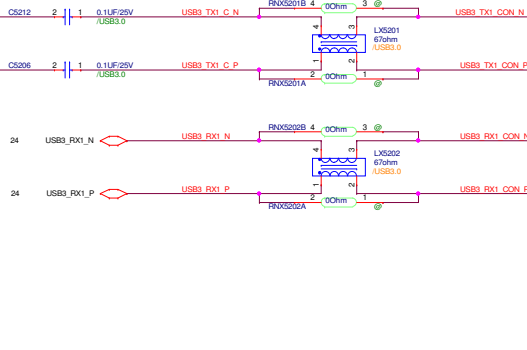 RNX5201B 4 0Ohm 3 @
C5212 2 1 0.1UF/25V USB3_TX1_C_N USB3_TX1_CON_N
/USB3.0
4 3
LX5201
67ohm
/USB3.0
1 2
C5206 2 1 0.1UF/25V USB3_TX1_C_P USB3_TX1_CON_P
/USB3.0
2 0Ohm 1
RNX5201A @
RNX5202B 4 0Ohm 3 @
24 USB3_RX1_N USB3_RX1_N USB3_RX1_CON_N
4 3
LX5202
67ohm
/USB3.0
1 2
24 USB3_RX1_P USB3_RX1_P USB3_RX1_CON_P
2 0Ohm 1
RNX5202A @